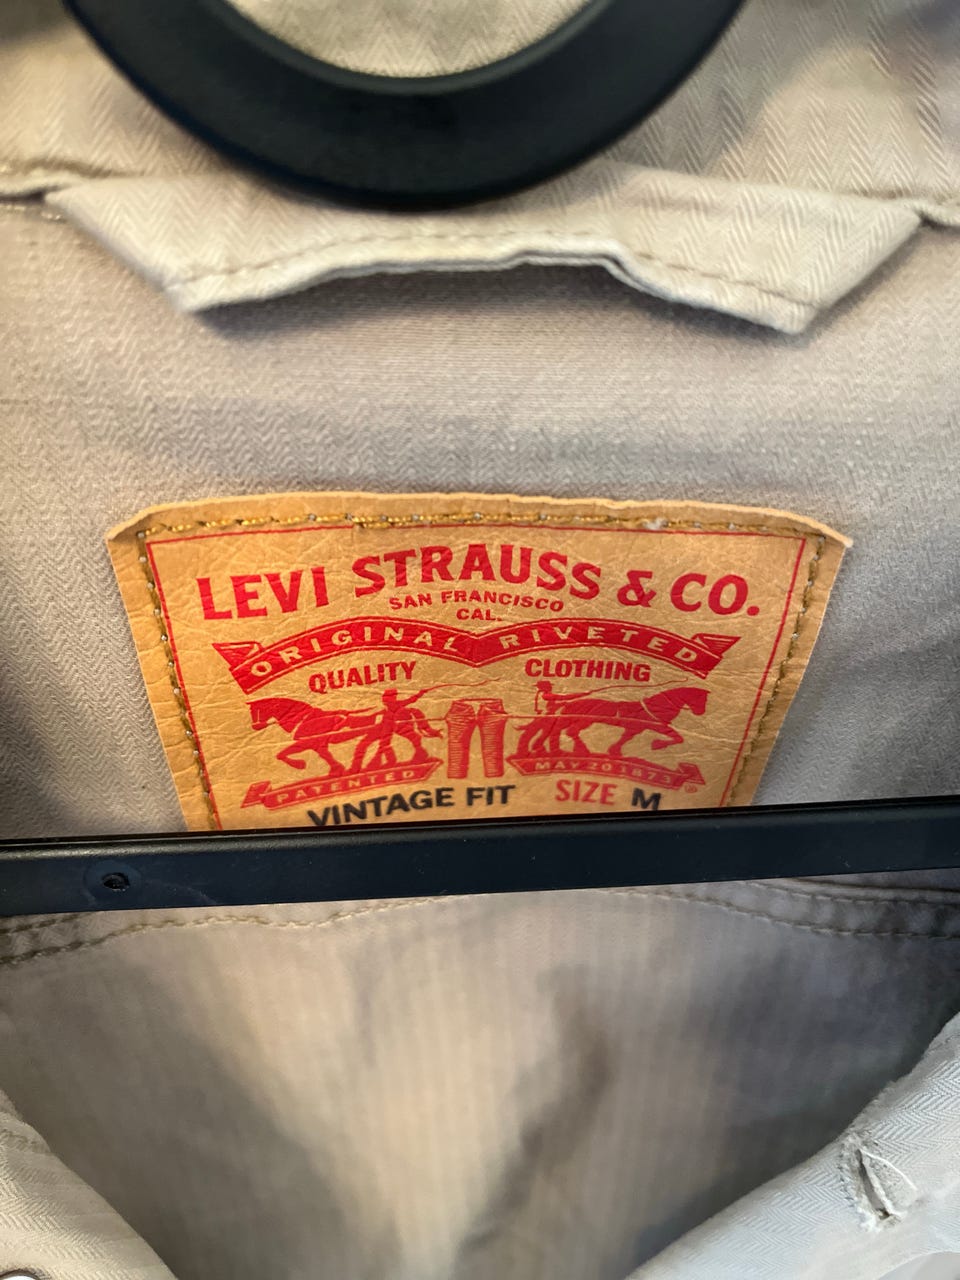 LEVI STRAUSS & CO.
SAN FRANCISCO
CAL.
ORIGINAL RIVETED
QUALITY CLOTHING
PATENTED MAY 20 1873 ®
VINTAGE FIT SIZE M